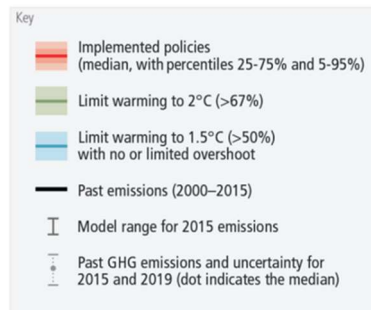 Key
Implemented policies
(median, with percentiles 25-75% and 5-95%)
Limit warming to 2°C (>67%)
Limit warming to 1.5°C (>50%)
with no or limited overshoot
Past emissions (2000–2015)
Model range for 2015 emissions
Past GHG emissions and uncertainty for
2015 and 2019 (dot indicates the median)